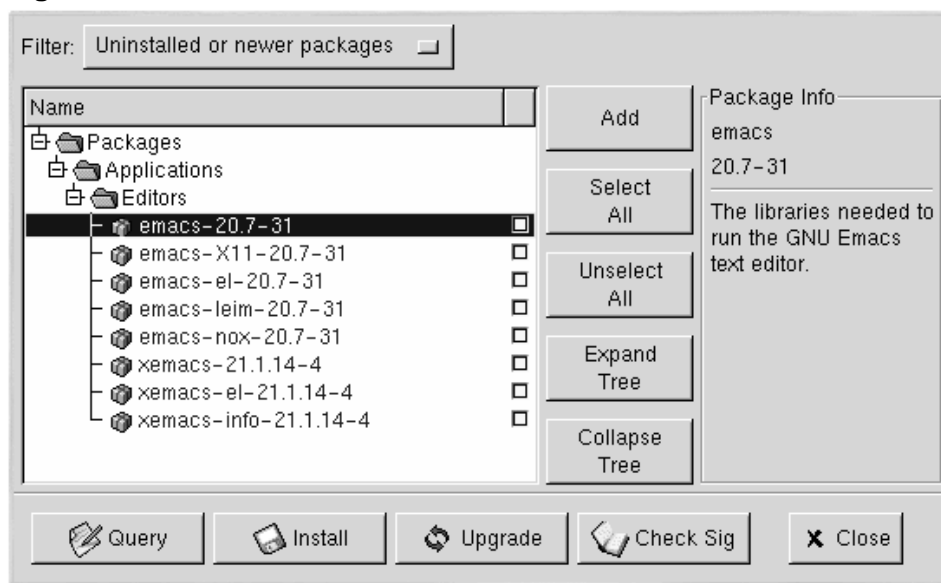 Filter: Uninstalled or newer packages
Name
Packages
Applications
Editors
emacs-20.7-31
emacs-X11-20.7-31
emacs-el-20.7-31
emacs-leim-20.7-31
emacs-nox-20.7-31
xemacs-21.1.14-4
xemacs-el-21.1.14-4
xemacs-info-21.1.14-4
Add
Select
All
Unselect
All
Expand
Tree
Collapse
Tree
Package Info
emacs
20.7-31
The libraries needed to
run the GNU Emacs
text editor.
Query
Install
Upgrade
Check Sig
Close